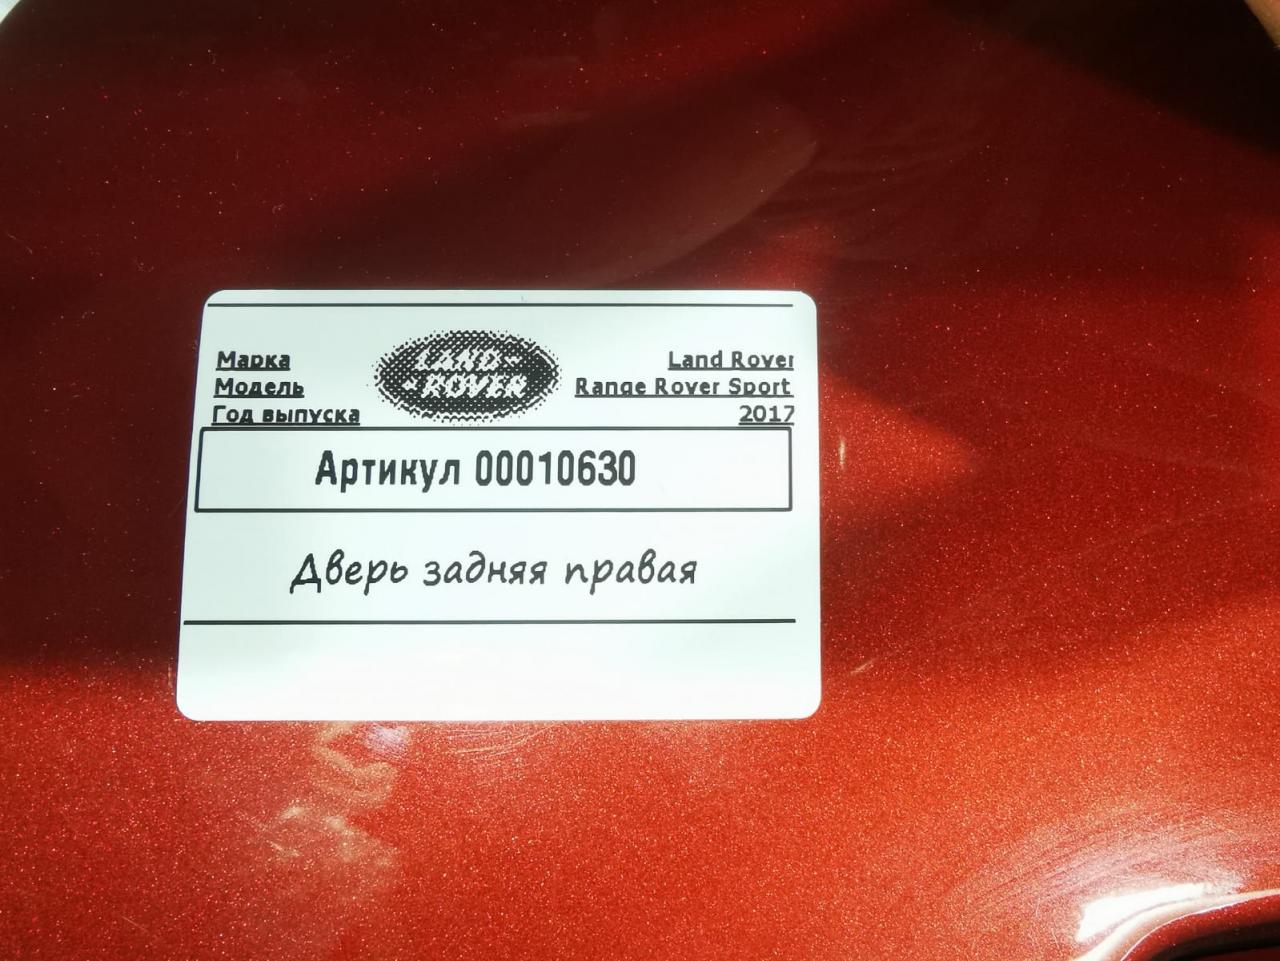 Марка LAND- Land Rover
Модель ROVER Range Rover Sport
Год выпуска 2017
Артикул 00010630
Дверь задняя правая